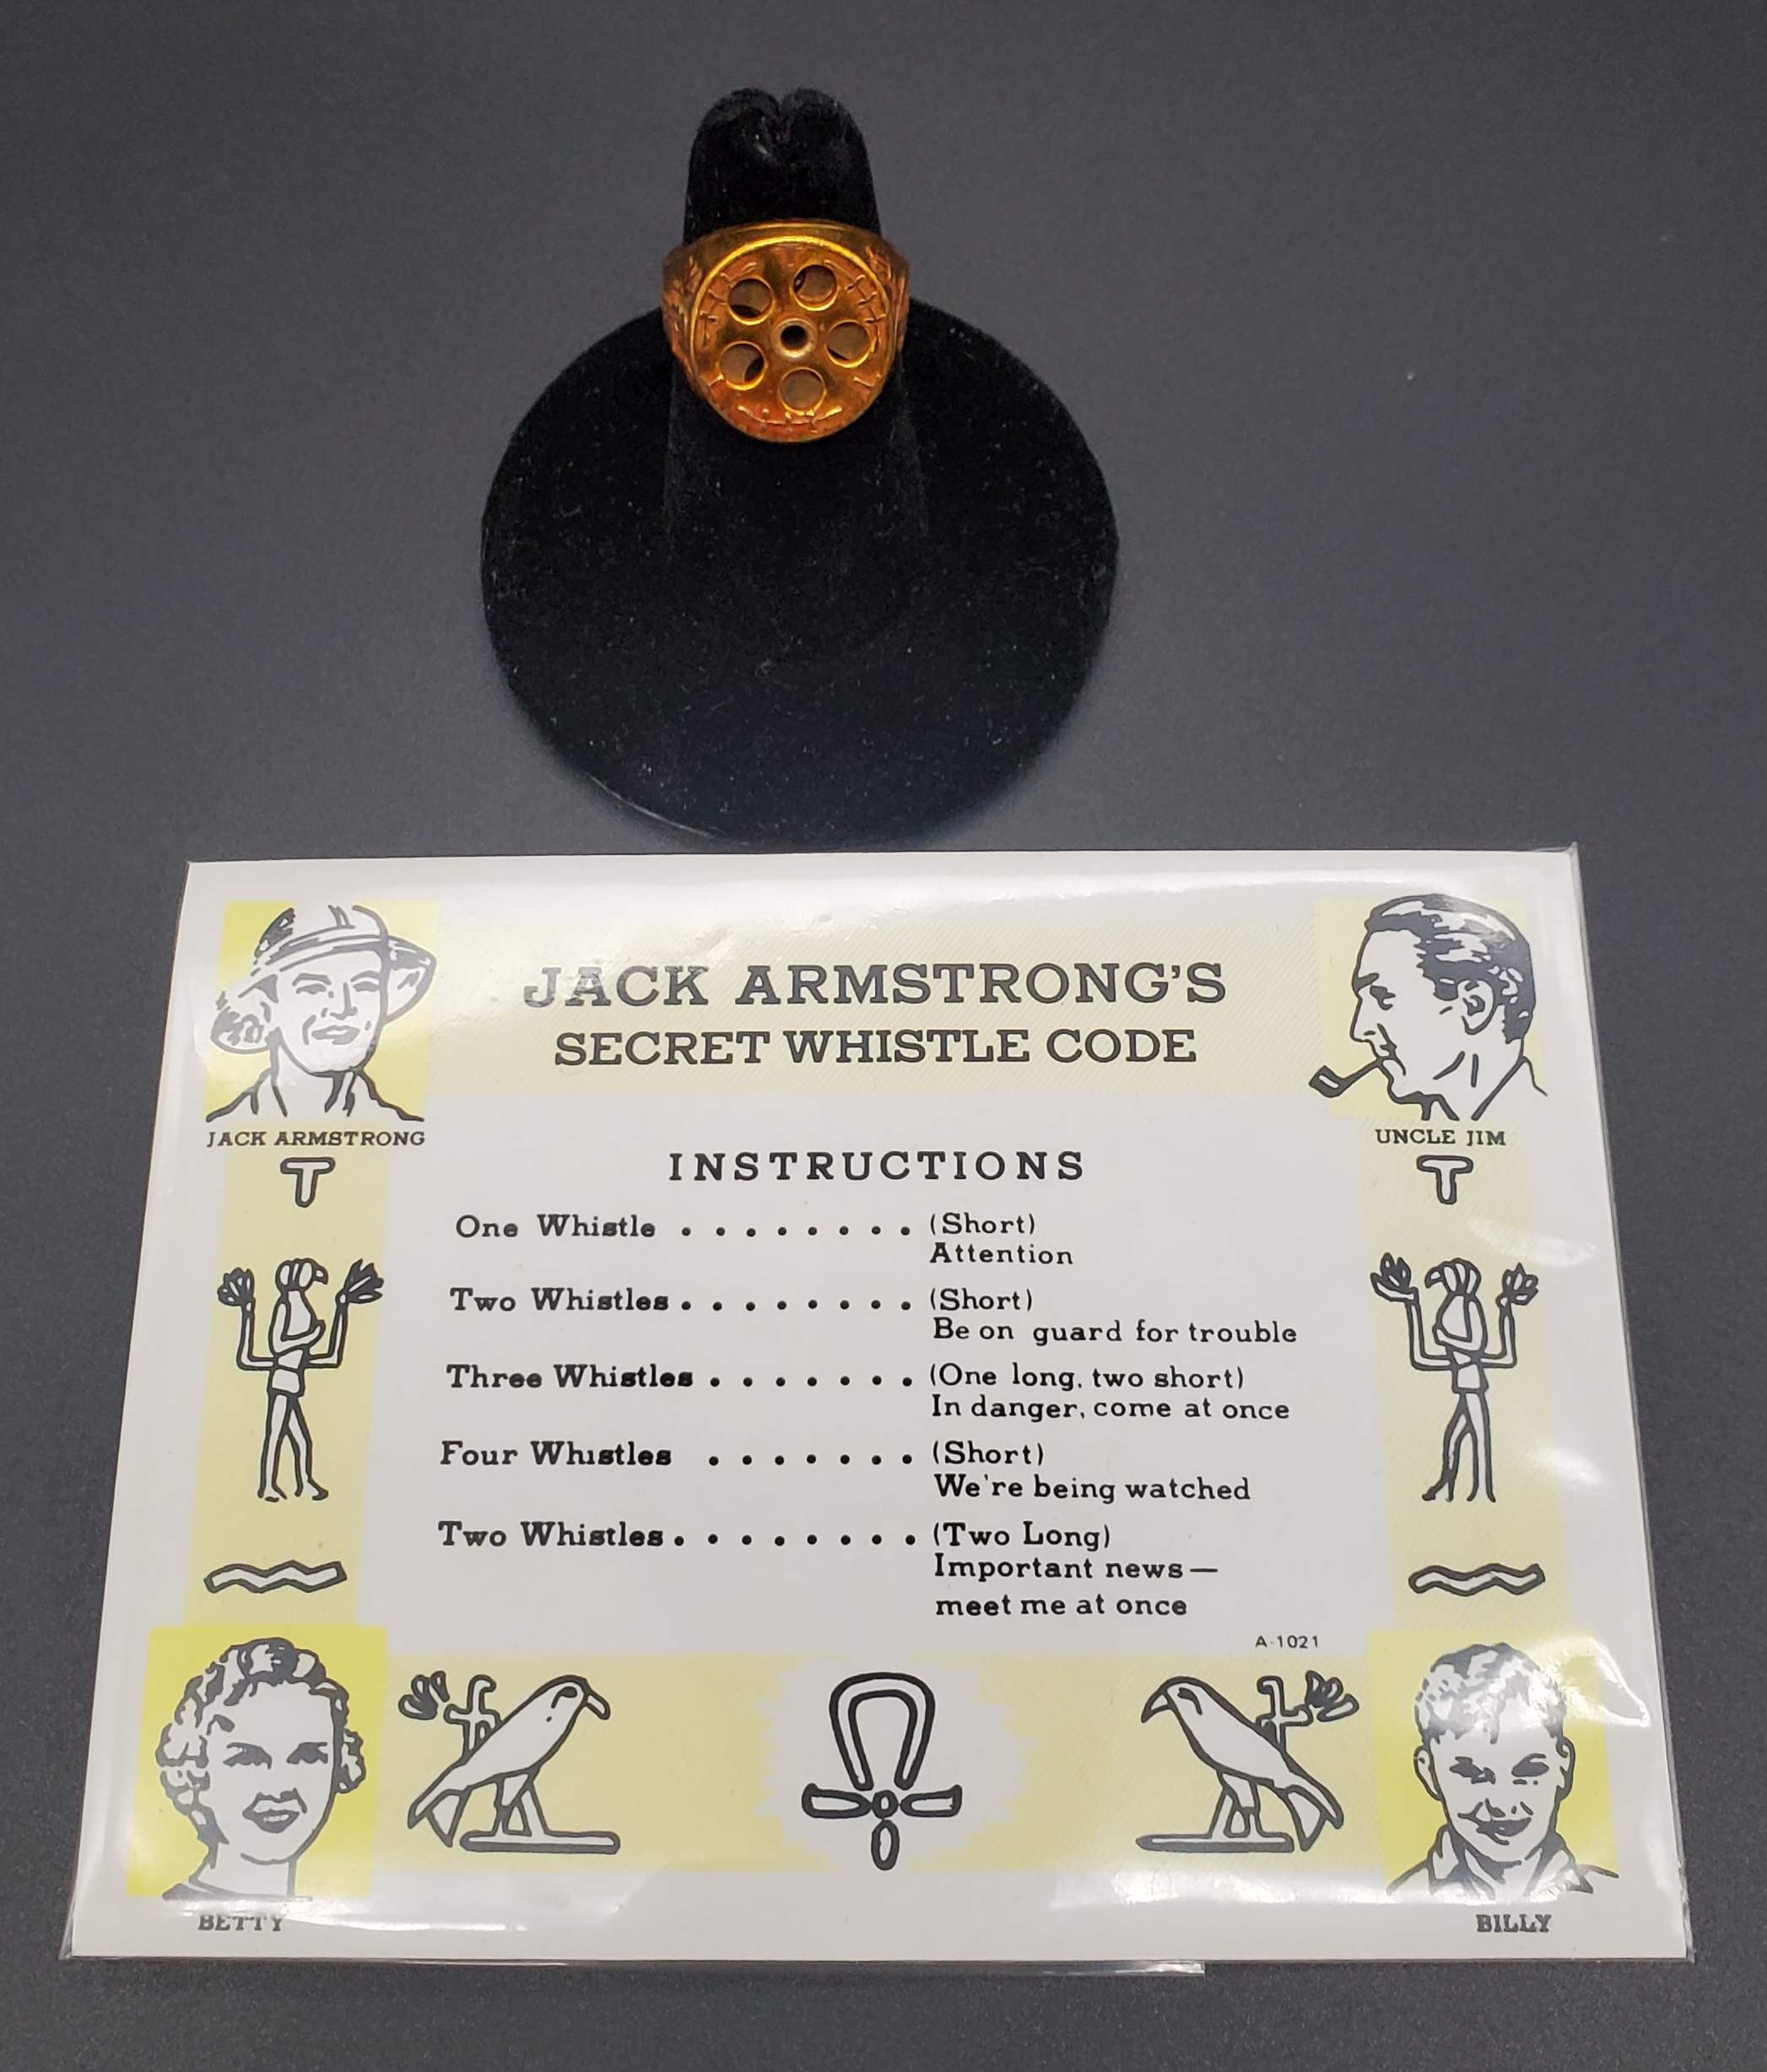 JACK ARMSTRONG'S
SECRET WHISTLE CODE
JACK ARMSTRONG
UNCLE JIM
INSTRUCTIONS
One Whistle . . . . . . . . (Short)
Attention
Two Whistles . . . . . . . . (Short)
Be on guard for trouble
Three Whistles . . . . . . . (One long, two short)
In danger, come at once
Four Whistles . . . . . . . (Short)
We're being watched
Two Whistles . . . . . . . . (Two Long)
Important news—
meet me at once
A-1021
BETTY
BILLY